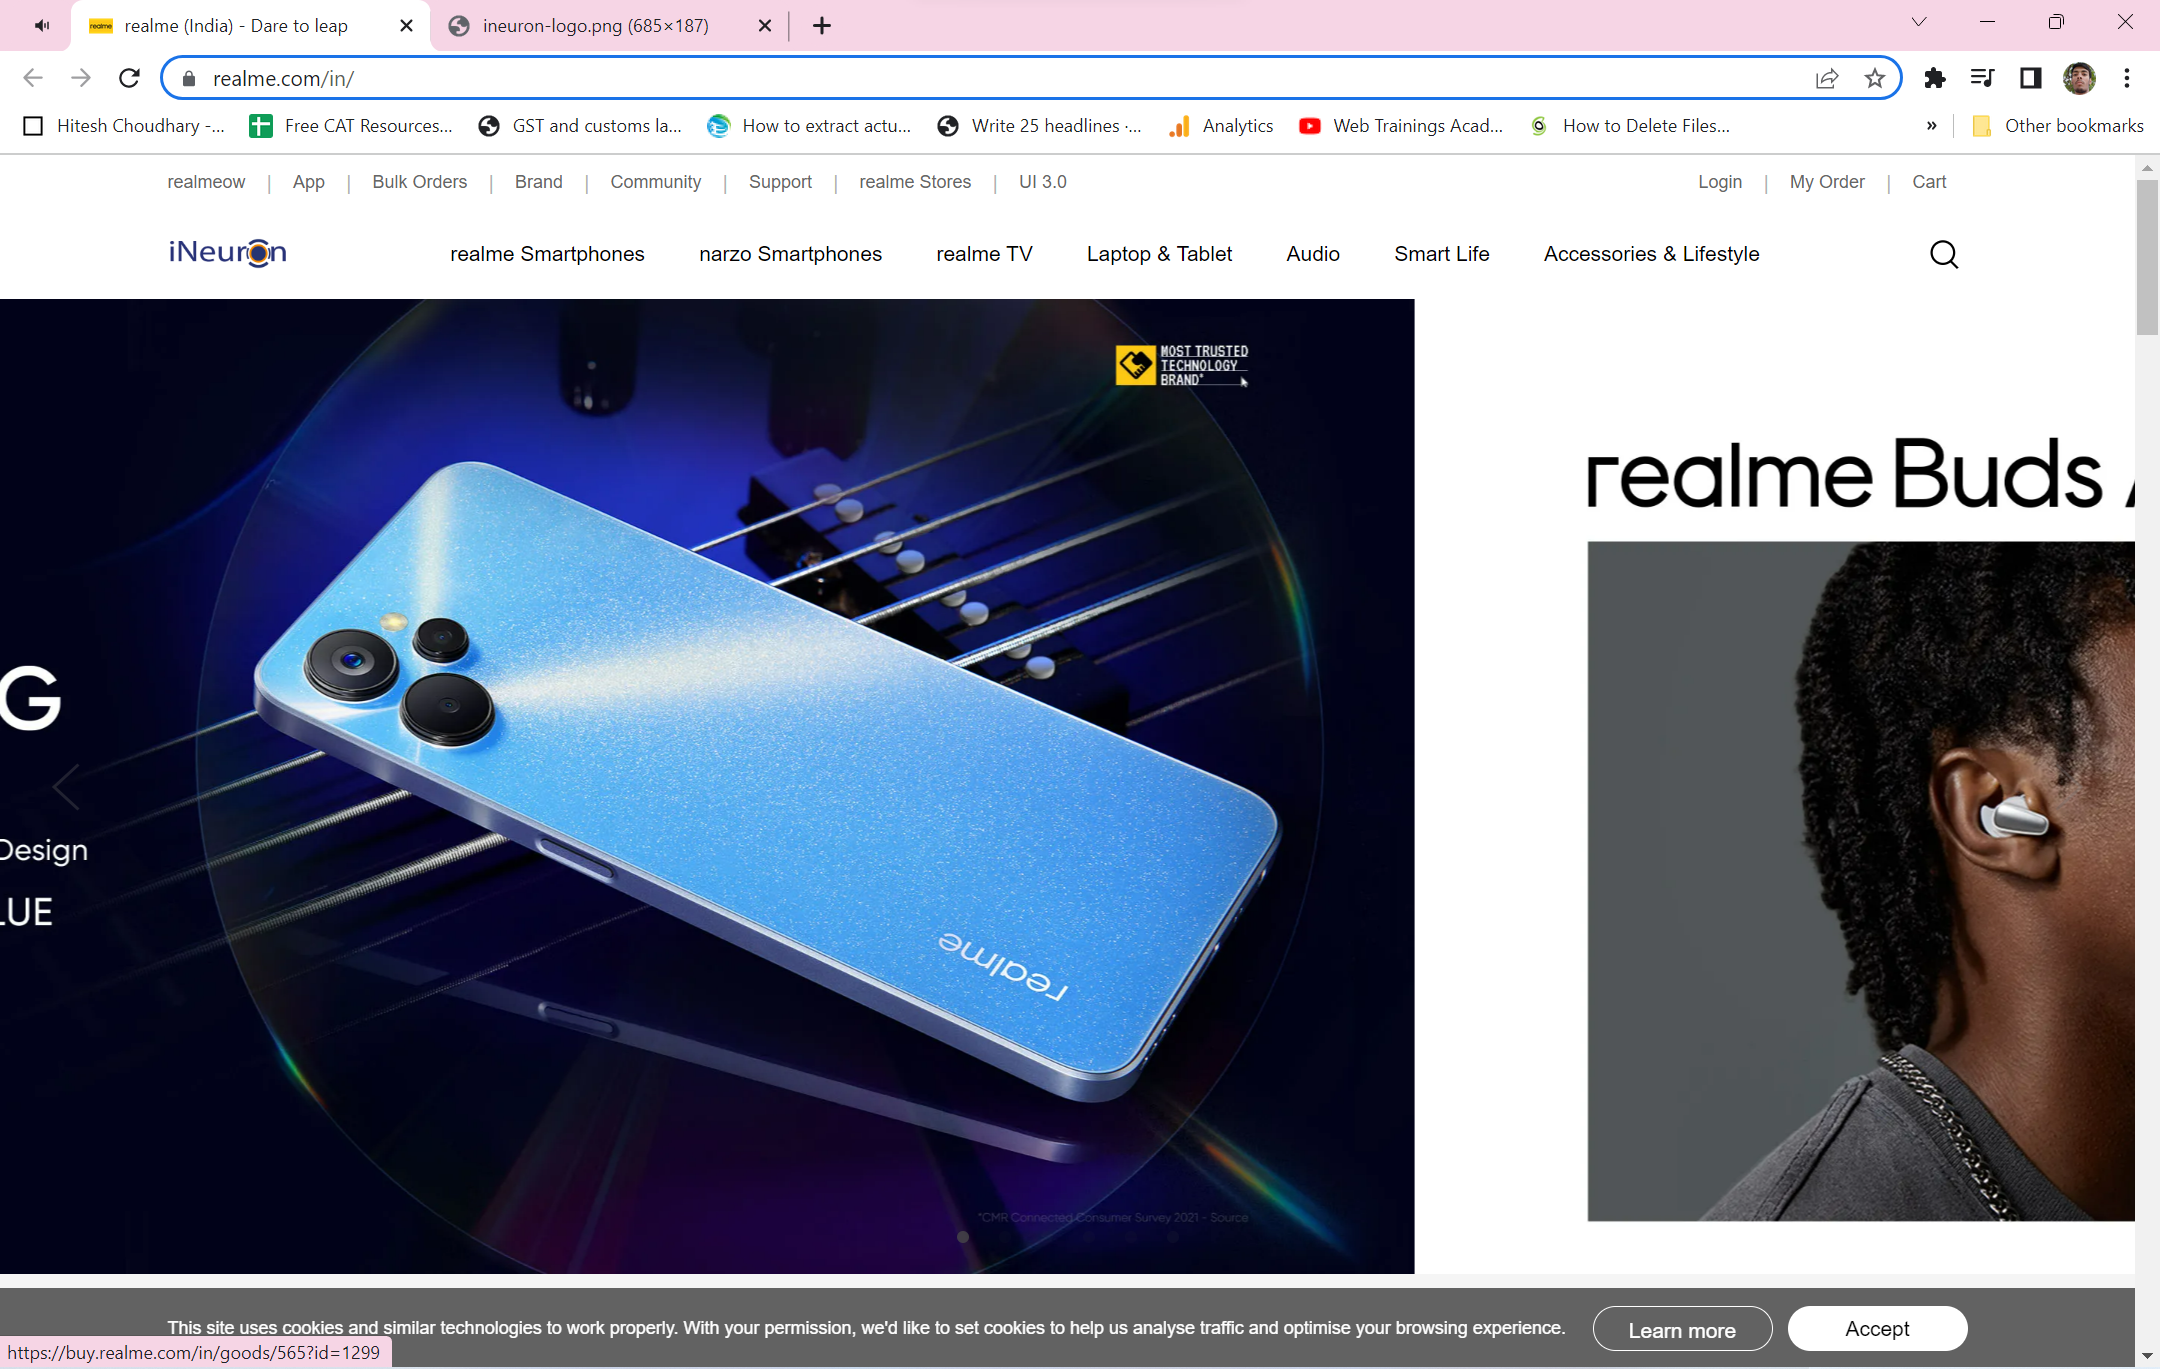 realme (India) - Dare to leap
ineuron-logo.png (685×187)
realme.com/in/
Hitesh Choudhary -...
Free CAT Resources...
GST and customs la...
How to extract actu...
Write 25 headlines ·...
Analytics
Web Trainings Acad...
How to Delete Files...
»
Other bookmarks
realmeow | App | Bulk Orders | Brand | Community | Support | realme Stores | UI 3.0
Login | My Order | Cart
iNeuron
realme Smartphones
narzo Smartphones
realme TV
Laptop & Tablet
Audio
Smart Life
Accessories & Lifestyle
MOST TRUSTED
TECHNOLOGY
BRAND*
realme Buds
G
Design
LUE
realme
*CMR Connected Consumer Survey 2021 - Source
This site uses cookies and similar technologies to work properly. With your permission, we'd like to set cookies to help us analyse traffic and optimise your browsing experience.
Learn more
Accept
https://buy.realme.com/in/goods/565?id=1299